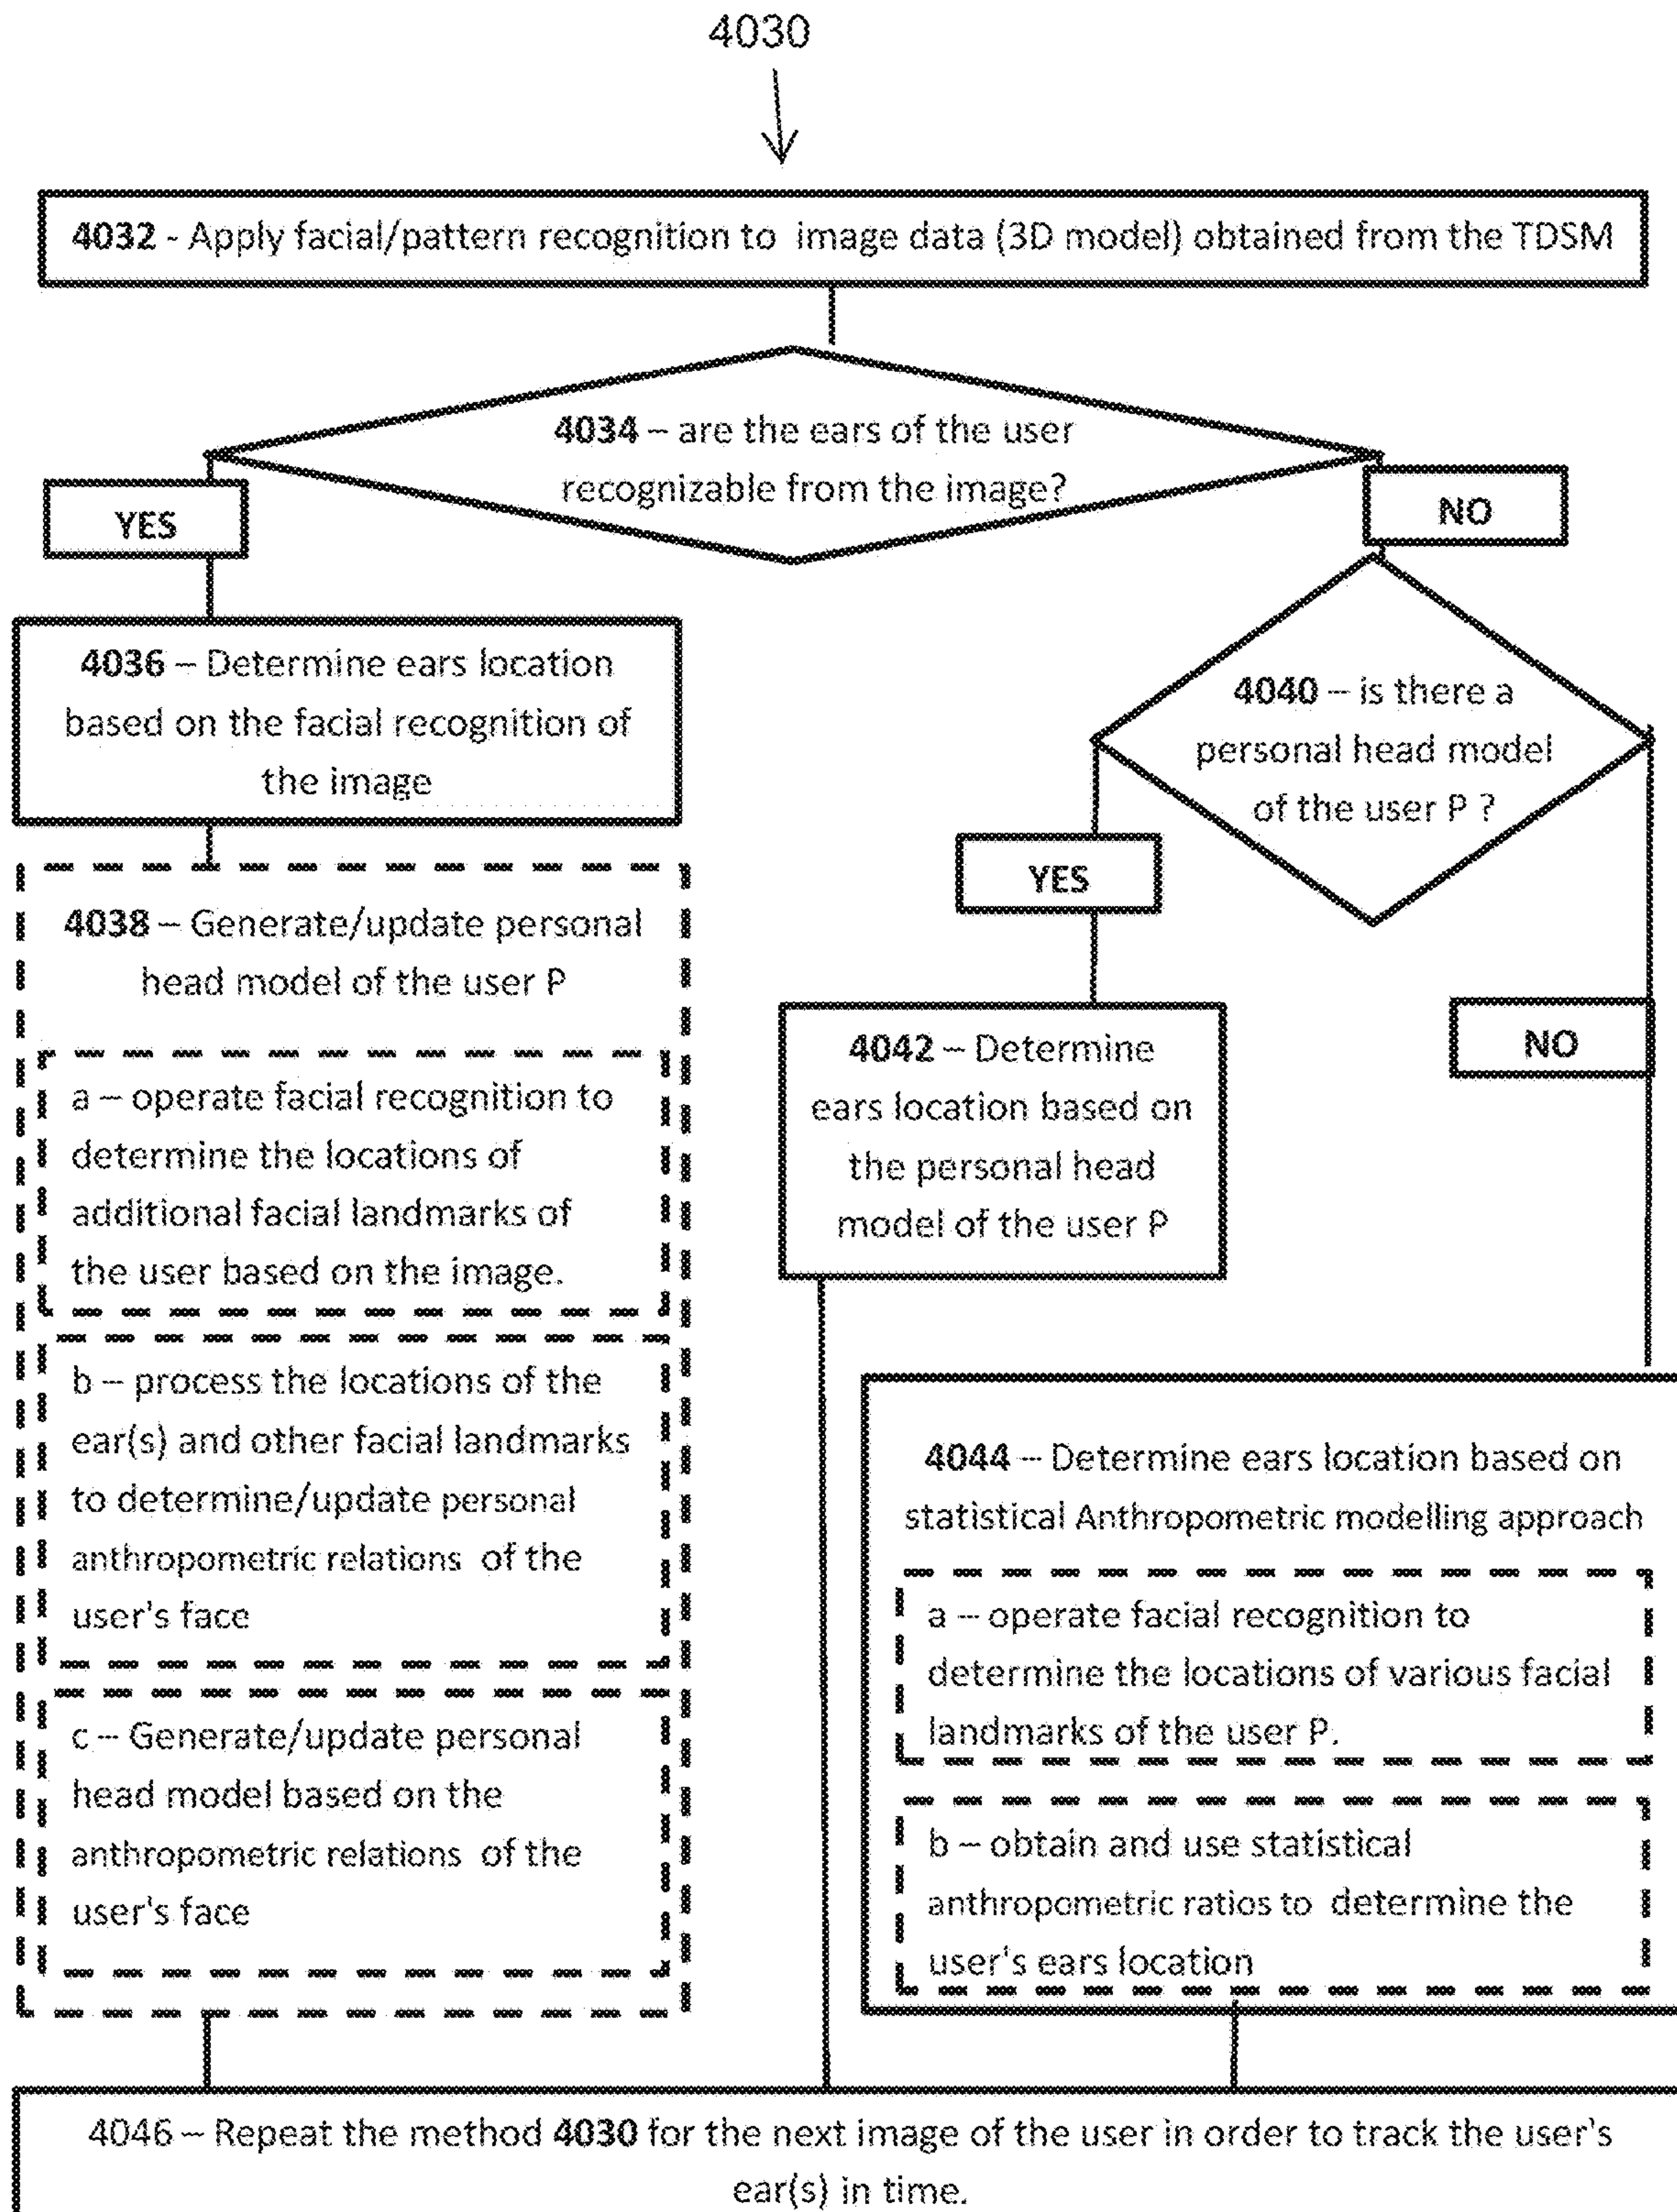 4030
4032 - Apply facial/pattern recognition to image data (3D model) obtained from the TDSM
4034 – are the ears of the user
recognizable from the image?
YES
NO
4036 – Determine ears location
based on the facial recognition of
the image
4040 – is there a
personal head model
of the user P ?
YES
NO
4038 – Generate/update personal
head model of the user P
a – operate facial recognition to
determine the locations of
additional facial landmarks of
the user based on the image.
b – process the locations of the
ear(s) and other facial landmarks
to determine/update personal
anthropometric relations of the
user's face
c – Generate/update personal
head model based on the
anthropometric relations of the
user's face
4042 – Determine
ears location based on
the personal head
model of the user P
4044 – Determine ears location based on
statistical Anthropometric modelling approach
a – operate facial recognition to
determine the locations of various facial
landmarks of the user P.
b – obtain and use statistical
anthropometric ratios to determine the
user's ears location
4046 – Repeat the method 4030 for the next image of the user in order to track the user's
ear(s) in time.